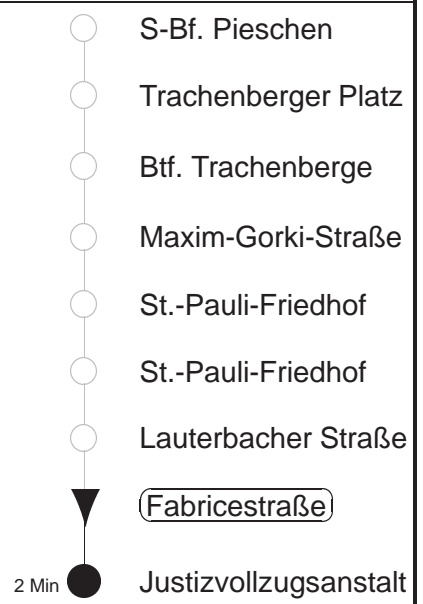 S-Bf. Pieschen
Trachenberger Platz
Btf. Trachenberge
Maxim-Gorki-Straße
St.-Pauli-Friedhof
St.-Pauli-Friedhof
Lauterbacher Straße
Fabricestraße
2 Min Justizvollzugsanstalt